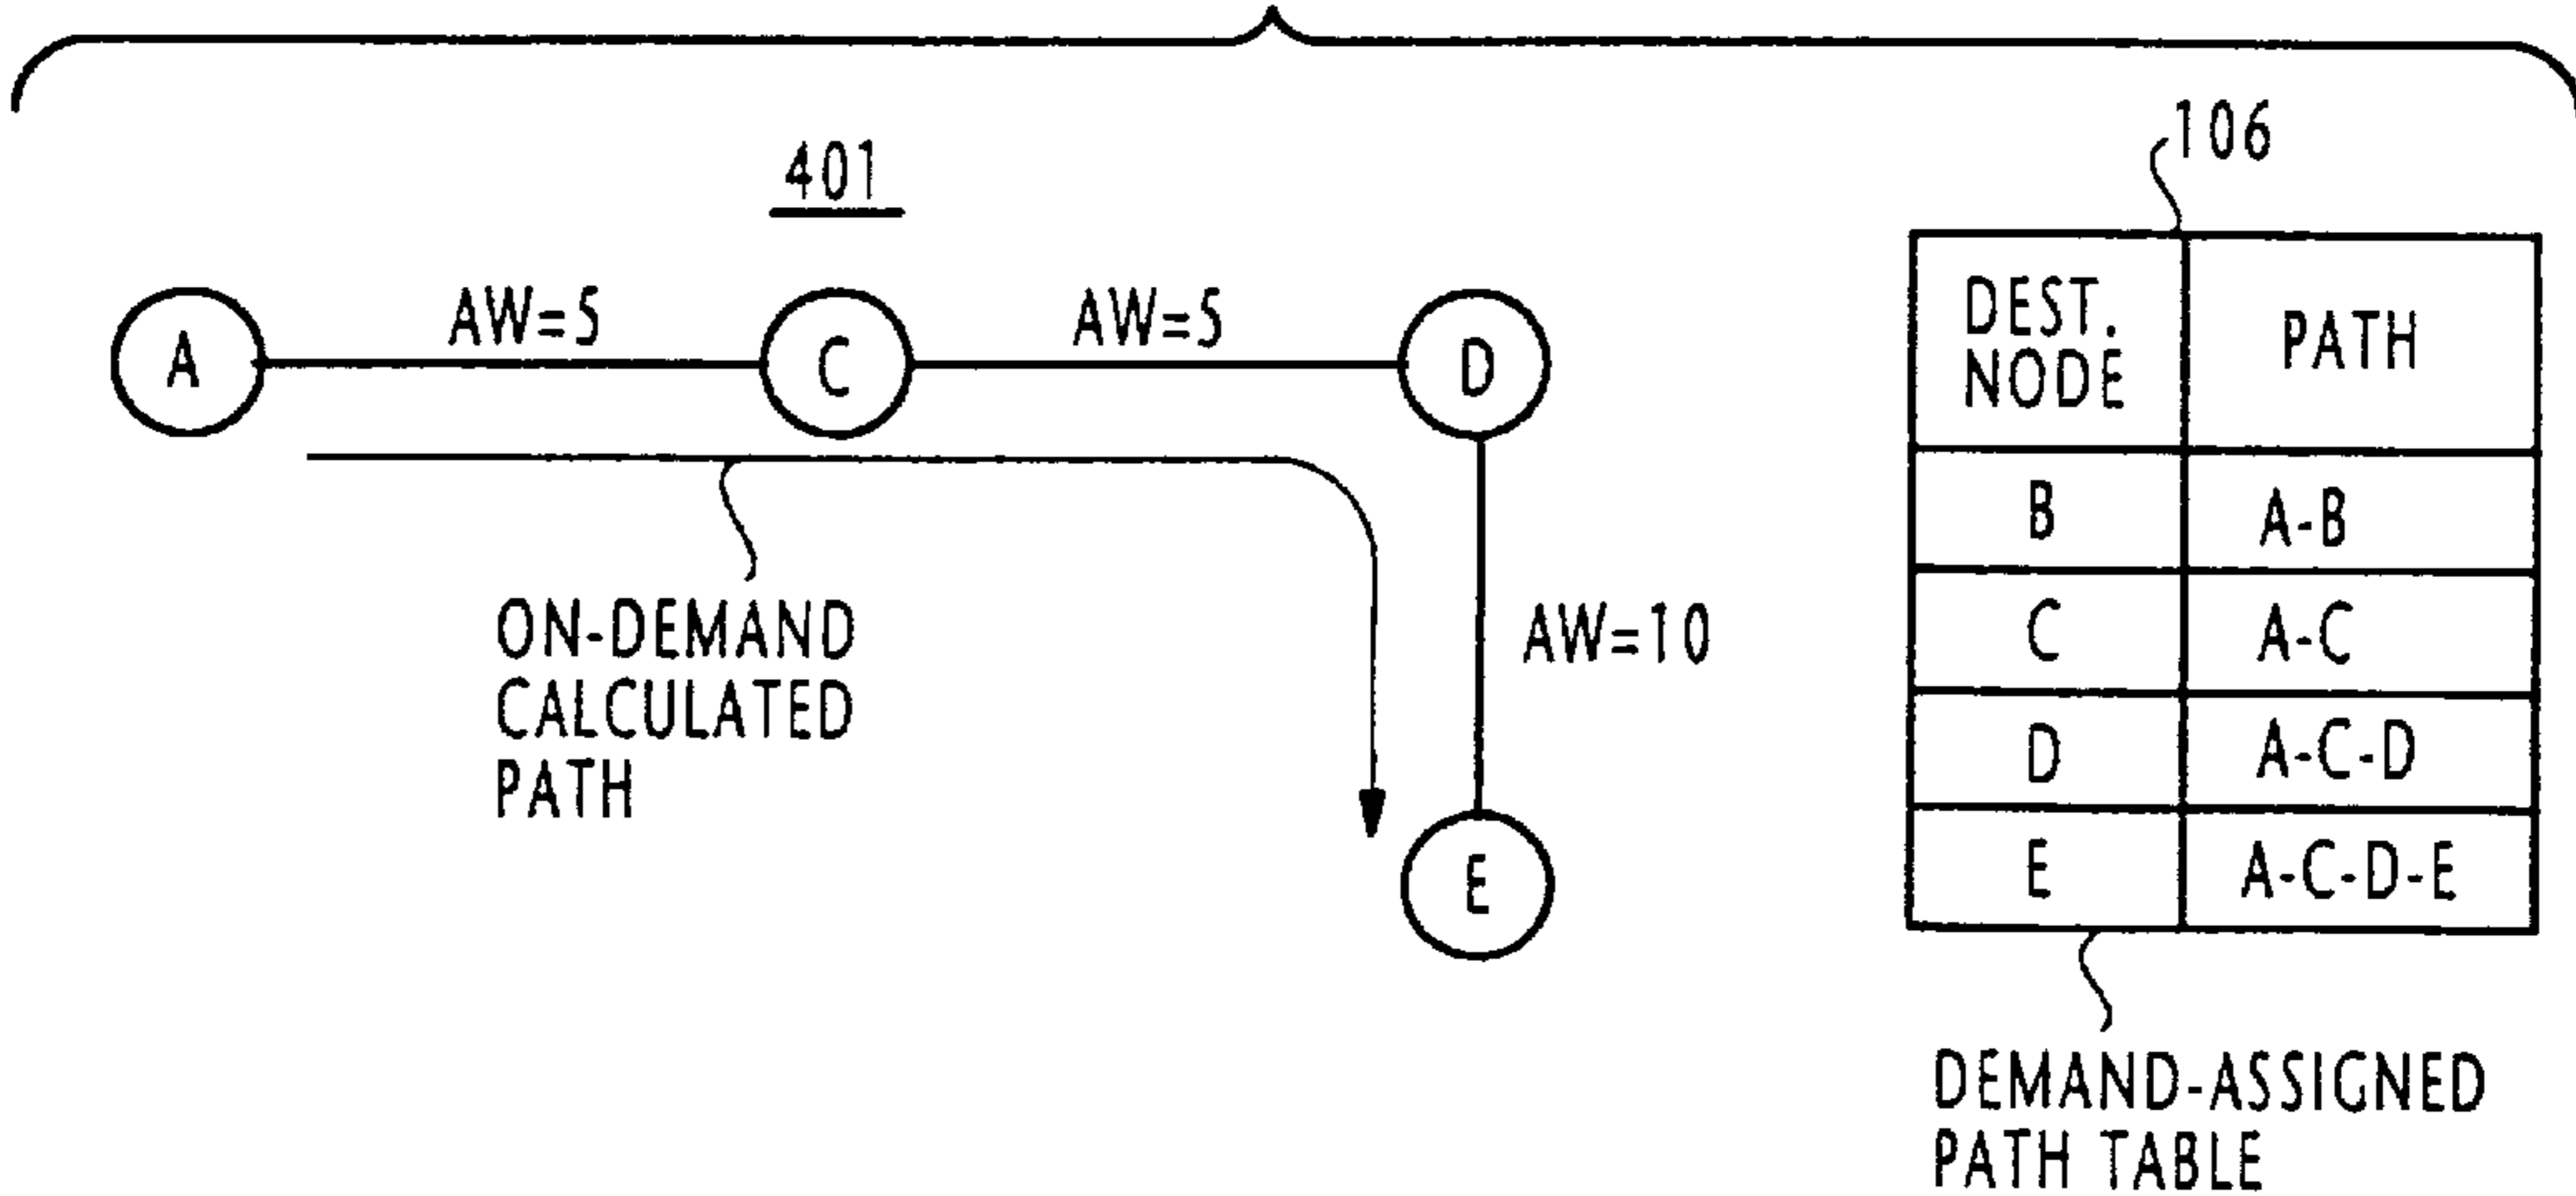 401
106
A
AW=5
C
AW=5
D
AW=10
E
ON-DEMAND
CALCULATED
PATH
DEST.
NODE
PATH
B
A-B
C
A-C
D
A-C-D
E
A-C-D-E
DEMAND-ASSIGNED
PATH TABLE